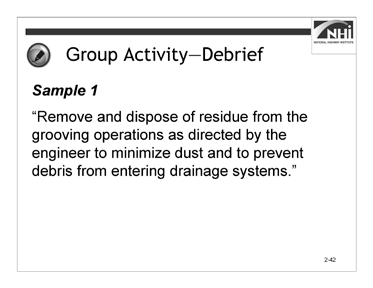 NHI
NATIONAL HIGHWAY INSTITUTE
Group Activity—Debrief
Sample 1
“Remove and dispose of residue from the
grooving operations as directed by the
engineer to minimize dust and to prevent
debris from entering drainage systems.”
2-42